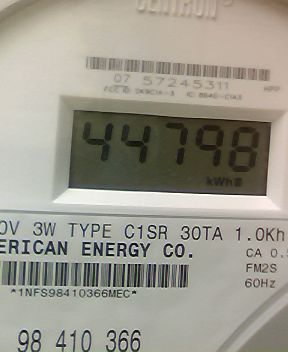 CENTRON
07 57245311
44798
kWh
0V 3W TYPE C1SR 30TA 1.0Kh
ERICAN ENERGY CO.
CA 0.
*1NFS98410366MEC*
FM2S
60Hz
98 410 366